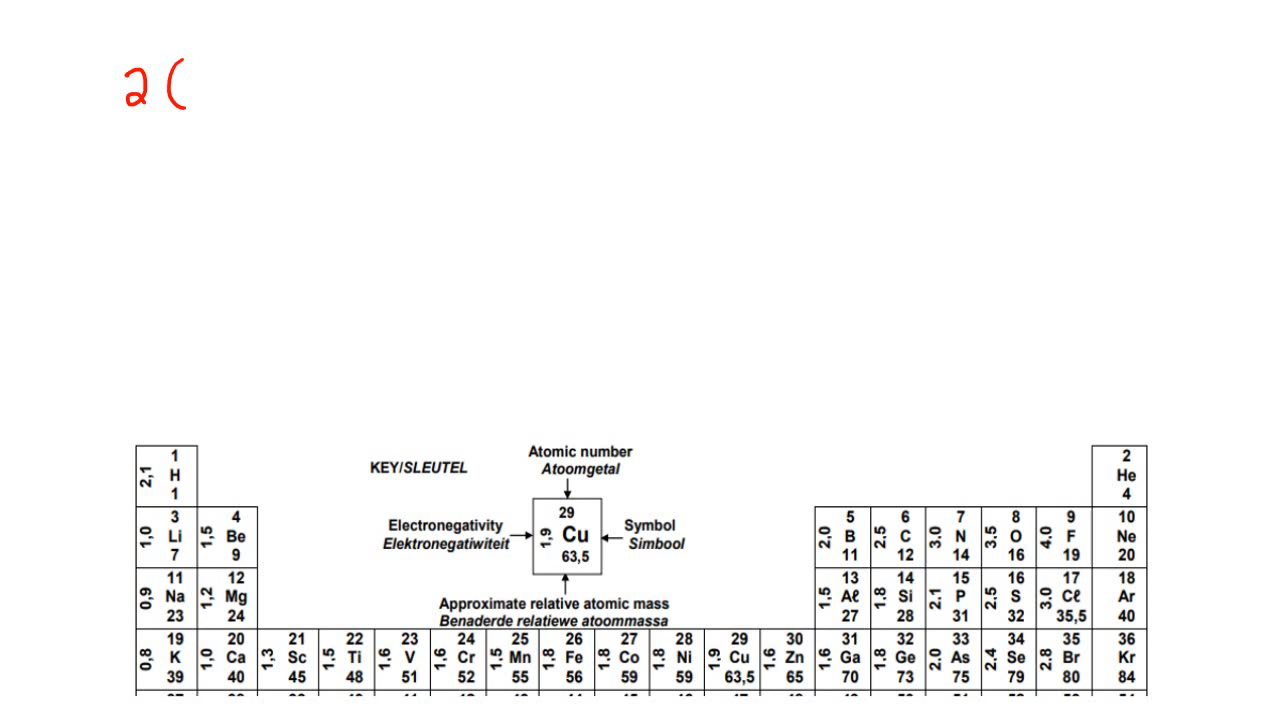 2 (
KEY/SLEUTEL
Atomic number
Atoomgetal
Electronegativity
Elektronegatiwiteit
29
1,9 Cu
63,5
Symbol
Simbool
Approximate relative atomic mass
Benaderde relatiewe atoommassa
1 2
2,1 H He
1 4
3 4 5 6 7 8 9 10
1,0 Li 1,5 Be 2,0 B 2,5 C 3,0 N 3,5 O 4,0 F Ne
7 9 11 12 14 16 19 20
11 12 13 14 15 16 17 18
0,9 Na 1,2 Mg 1,5 Aℓ 1,8 Si 2,1 P 2,5 S 3,0 Cℓ Ar
23 24 27 28 31 32 35,5 40
19 20 21 22 23 24 25 26 27 28 29 30 31 32 33 34 35 36
0,8 K 1,0 Ca 1,3 Sc 1,5 Ti 1,6 V 1,6 Cr 1,5 Mn 1,8 Fe 1,8 Co 1,8 Ni 1,9 Cu 1,6 Zn 1,6 Ga 1,8 Ge 2,0 As 2,4 Se 2,8 Br Kr
39 40 45 48 51 52 55 56 59 59 63,5 65 70 73 75 79 80 84